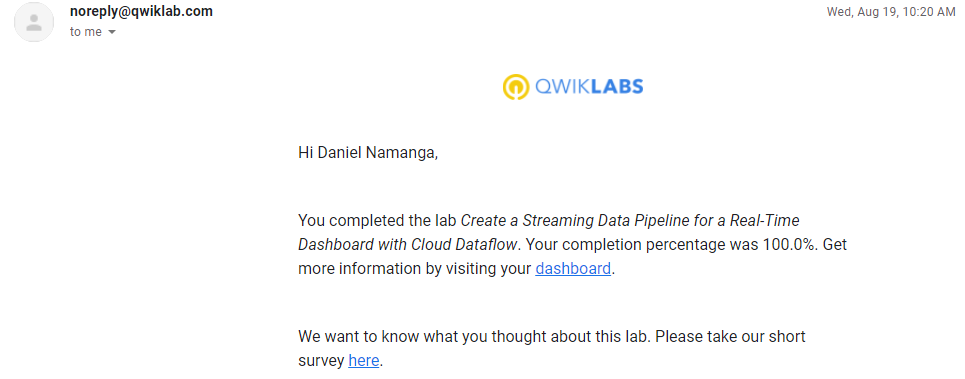 noreply@qwiklab.com
Wed, Aug 19, 10:20 AM
to me
QWIKLABS
Hi Daniel Namanga,
You completed the lab Create a Streaming Data Pipeline for a Real-Time
Dashboard with Cloud Dataflow. Your completion percentage was 100.0%. Get
more information by visiting your dashboard.
We want to know what you thought about this lab. Please take our short
survey here.